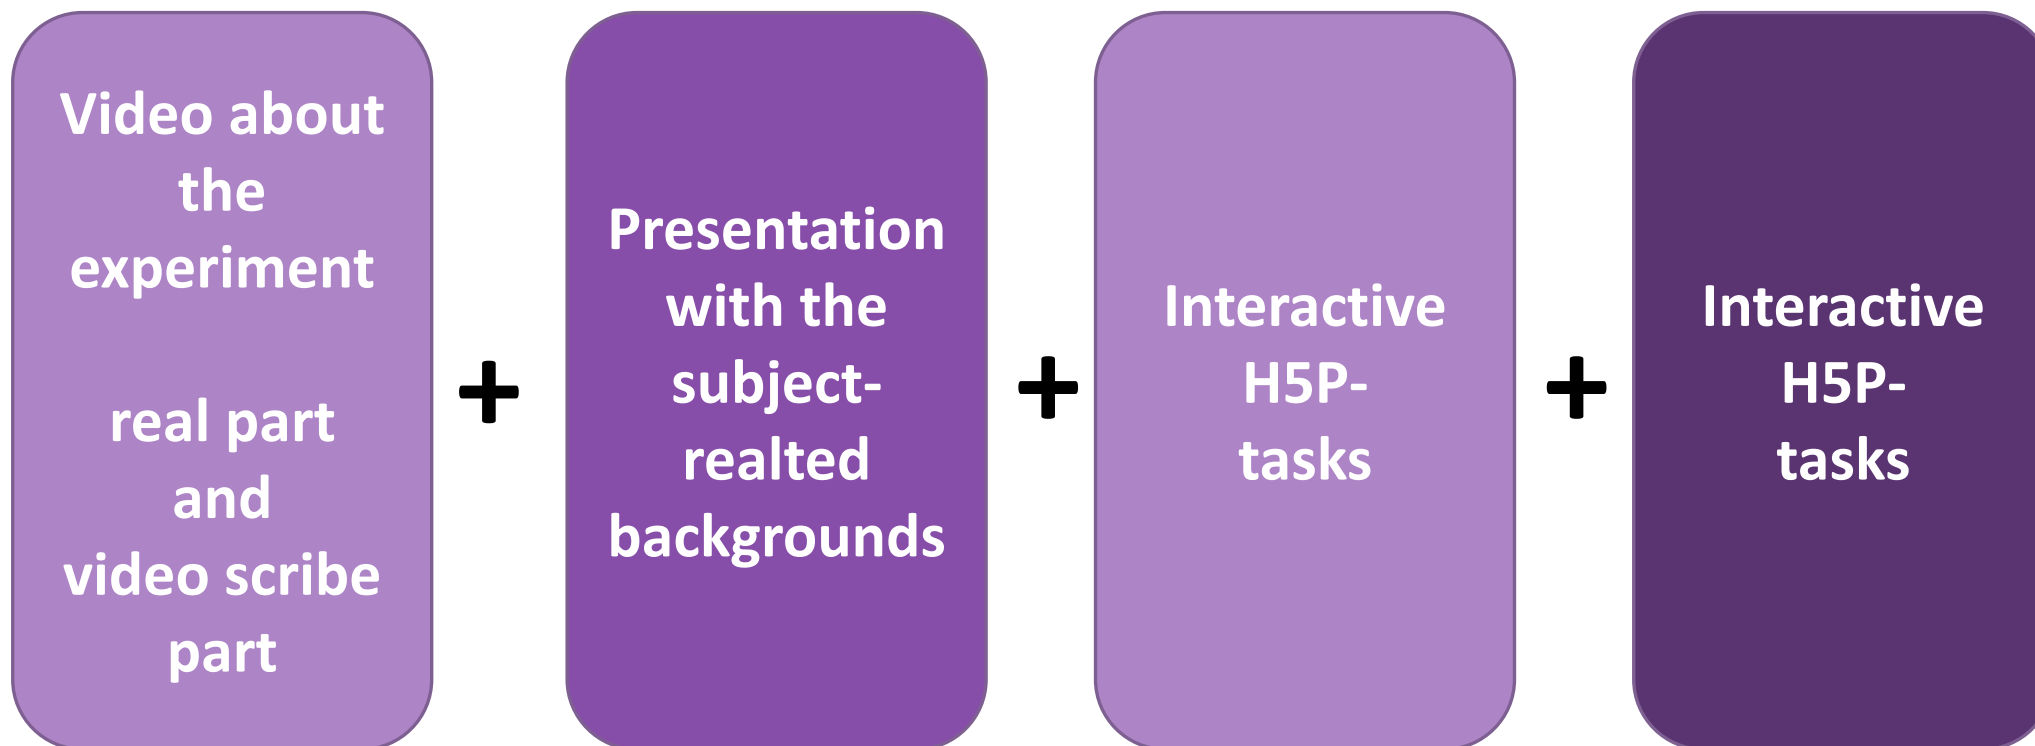 Video about
the
experiment
real part
and
video scribe
part
+
Presentation
with the
subject-
realted
backgrounds
+
Interactive
H5P-
tasks
+
Interactive
H5P-
tasks